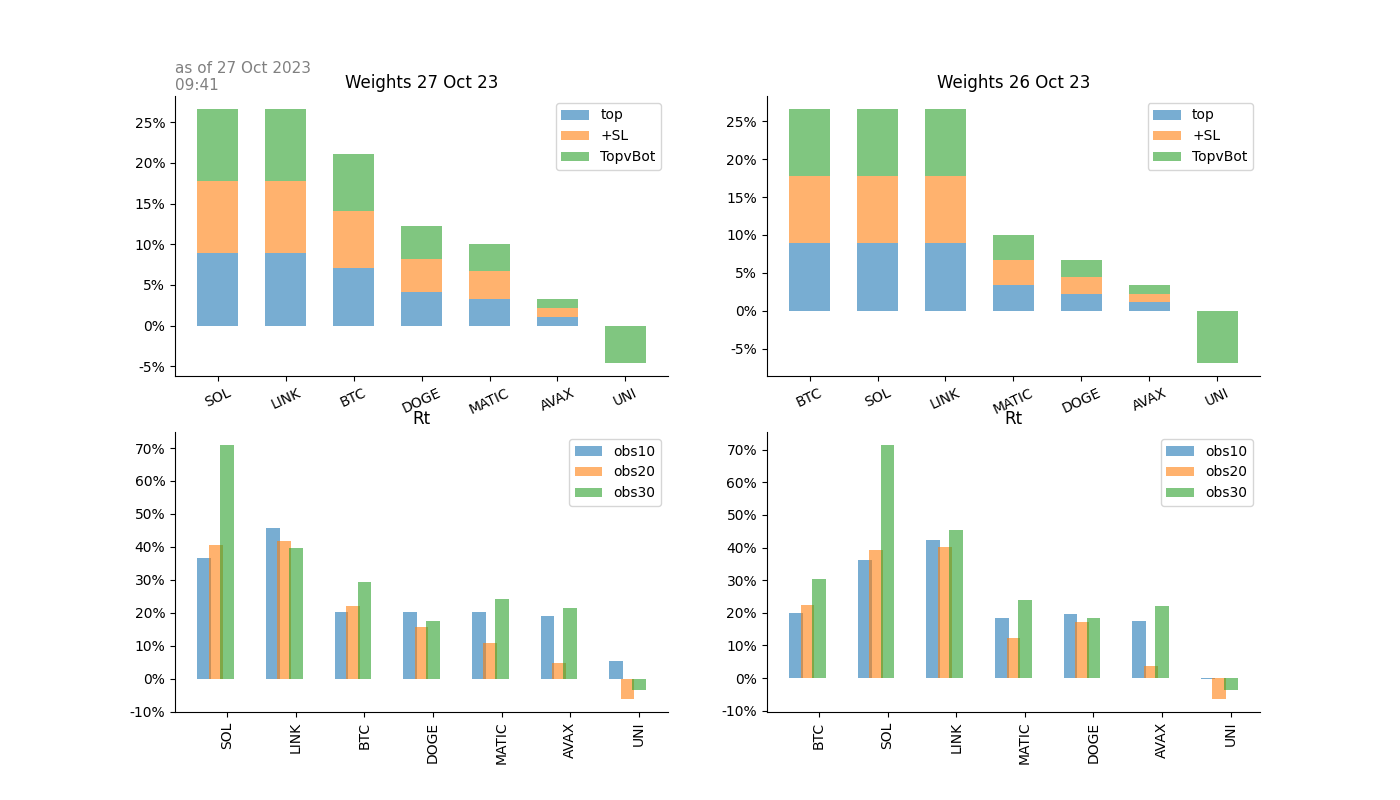 as of 27 Oct 2023
09:41
Weights 27 Oct 23
25%
20%
15%
10%
5%
0%
-5%
top
+SL
TopvBot
SOL
LINK
BTC
DOGE
MATIC
AVAX
UNI
Weights 26 Oct 23
25%
20%
15%
10%
5%
0%
-5%
top
+SL
TopvBot
BTC
SOL
LINK
MATIC
DOGE
AVAX
UNI
Rt
70%
60%
50%
40%
30%
20%
10%
0%
-10%
obs10
obs20
obs30
SOL
LINK
BTC
DOGE
MATIC
AVAX
UNI
Rt
70%
60%
50%
40%
30%
20%
10%
0%
-10%
obs10
obs20
obs30
BTC
SOL
LINK
MATIC
DOGE
AVAX
UNI